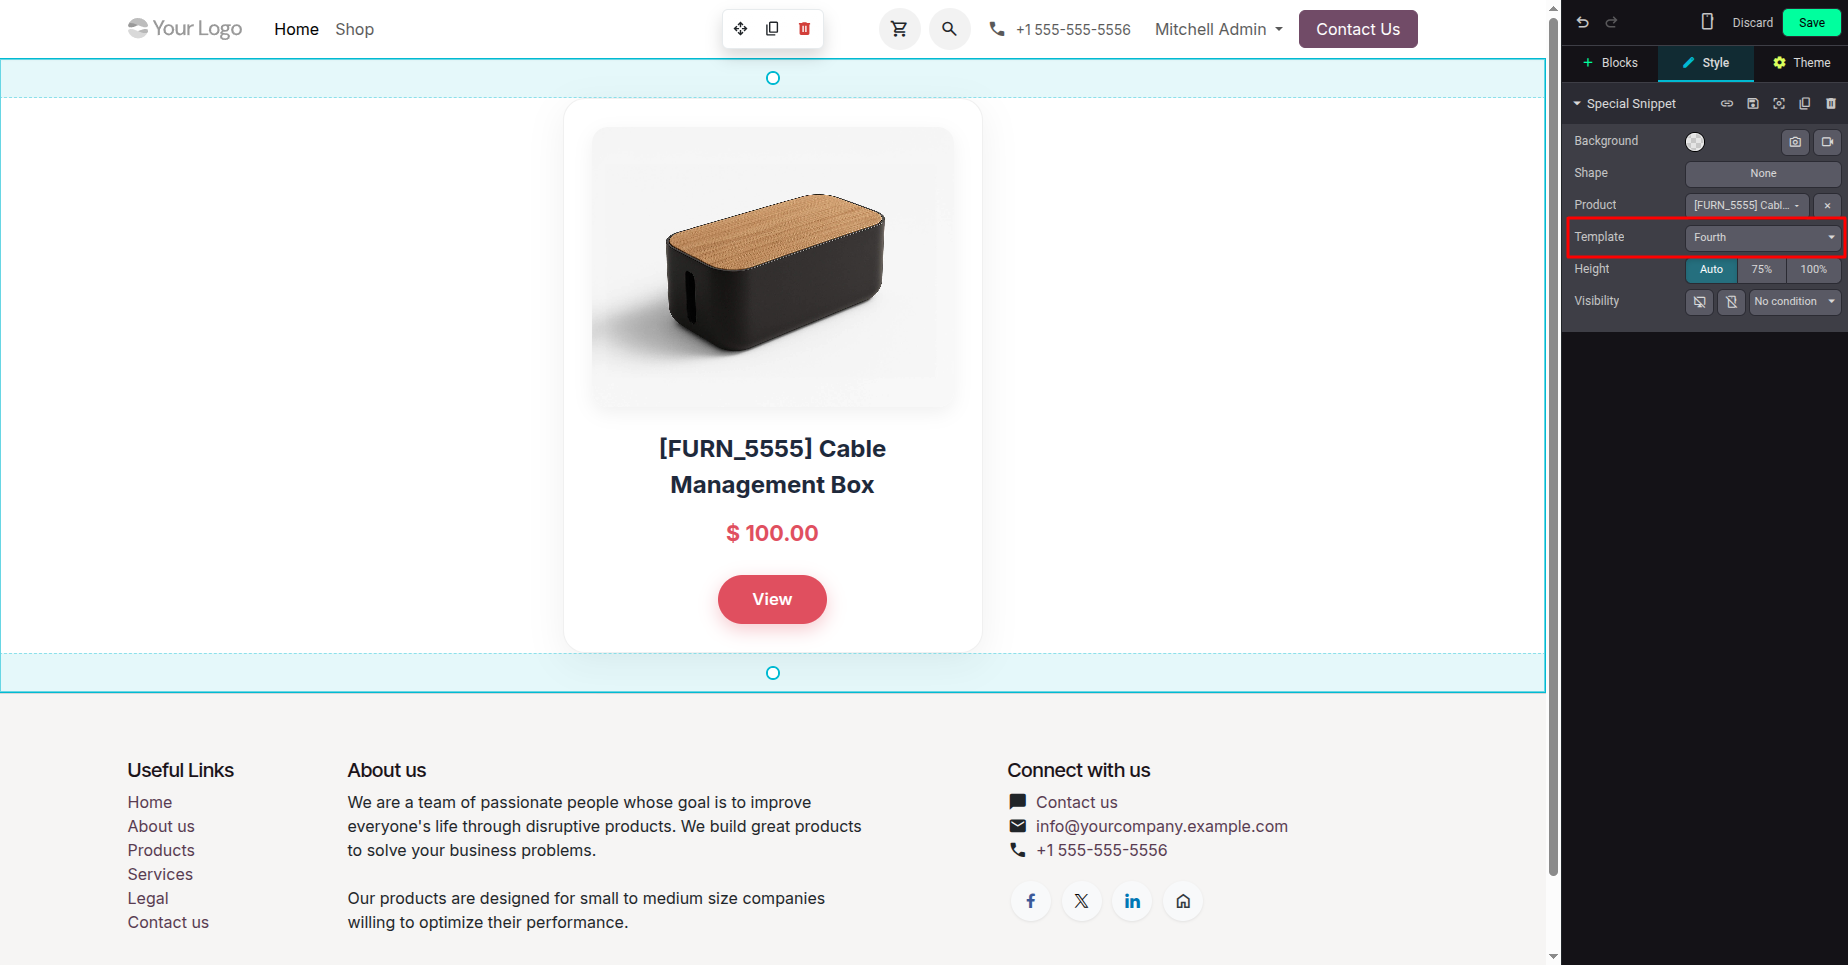 Your Logo
Home
Shop
+1 555-555-5556
Mitchell Admin
Contact Us
Discard
Save
Blocks
Style
Theme
Special Snippet
Background
Shape
None
Product
[FURN_5555] Cabl...
Template
Fourth
Height
Auto
75%
100%
Visibility
No condition
[FURN_5555] Cable
Management Box
$ 100.00
View
Useful Links
Home
About us
Products
Services
Legal
Contact us
About us
We are a team of passionate people whose goal is to improve
everyone's life through disruptive products. We build great products
to solve your business problems.
Our products are designed for small to medium size companies
willing to optimize their performance.
Connect with us
Contact us
info@yourcompany.example.com
+1 555-555-5556